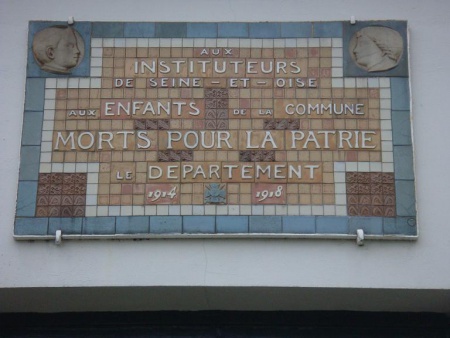 AUX
INSTITUTEURS
DE SEINE-ET-OISE
AUX ENFANTS DE LA COMMUNE
MORTS POUR LA PATRIE
LE DEPARTEMENT
1914 1918